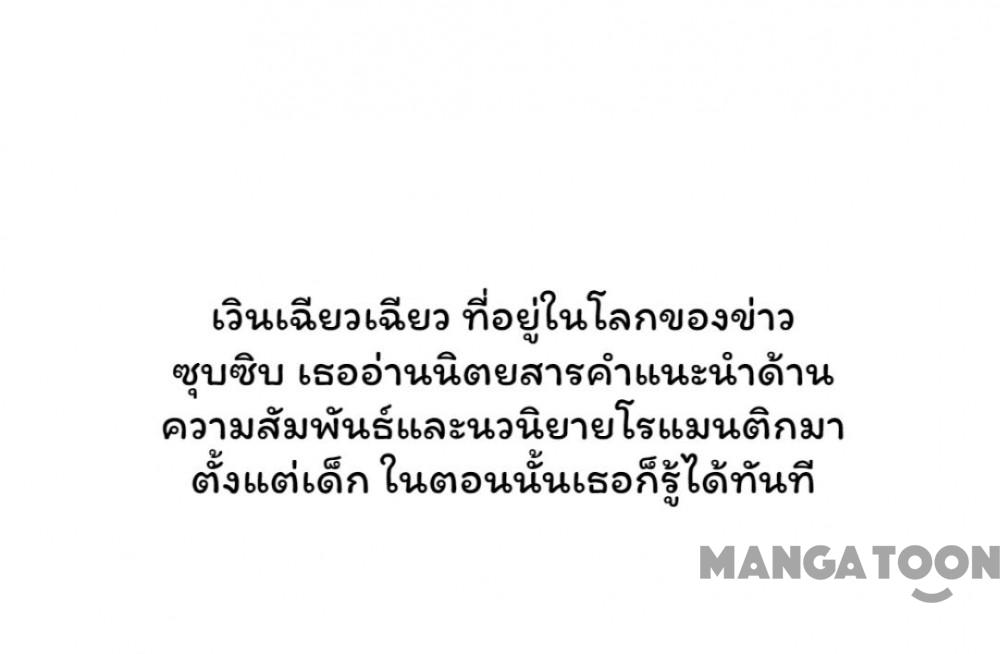 เวินเฉียวเฉียว ที่อยู่ในโลกของข่าว
ซุบซิบ เธออ่านนิตยสารคำแนะนำด้าน
ความสัมพันธ์และนวนิยายโรแมนติกมา
ตั้งแต่เด็ก ในตอนนั้นเธอก็รู้ได้ทันที
MANGATOON